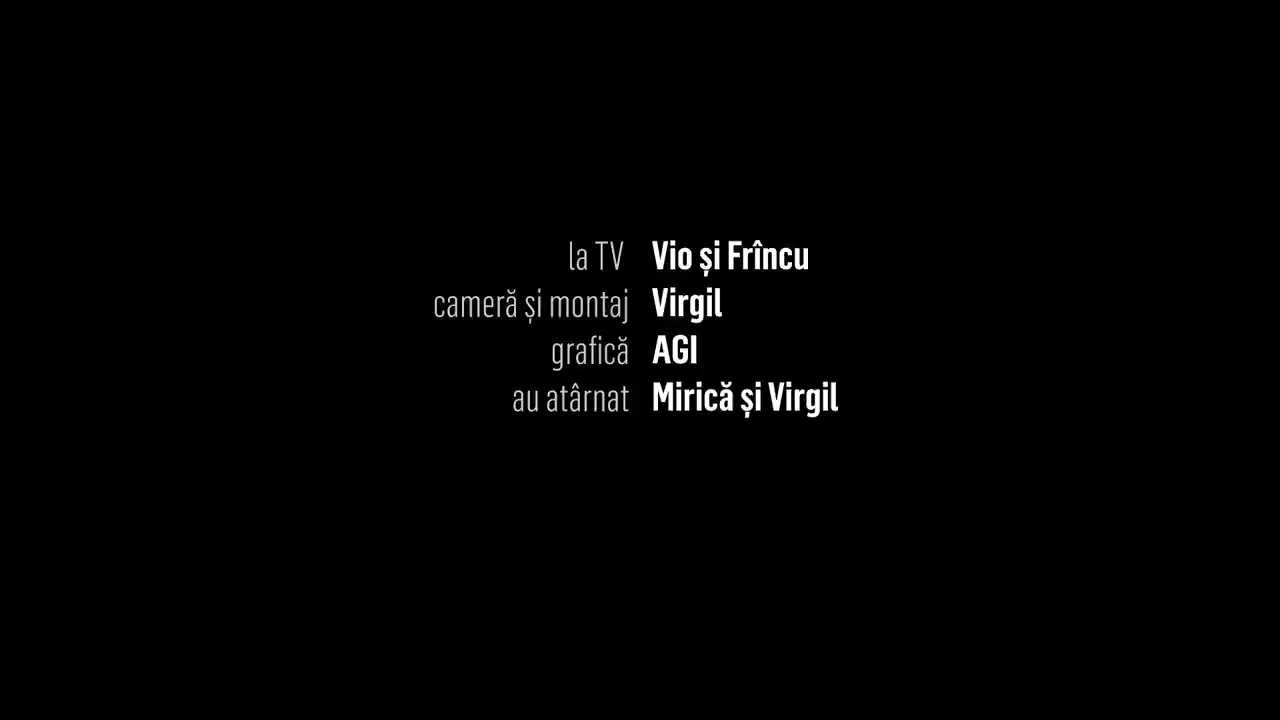 la TV Vio și Frîncu
cameră și montaj Virgil
grafică AGI
au atârnat Mirică și Virgil